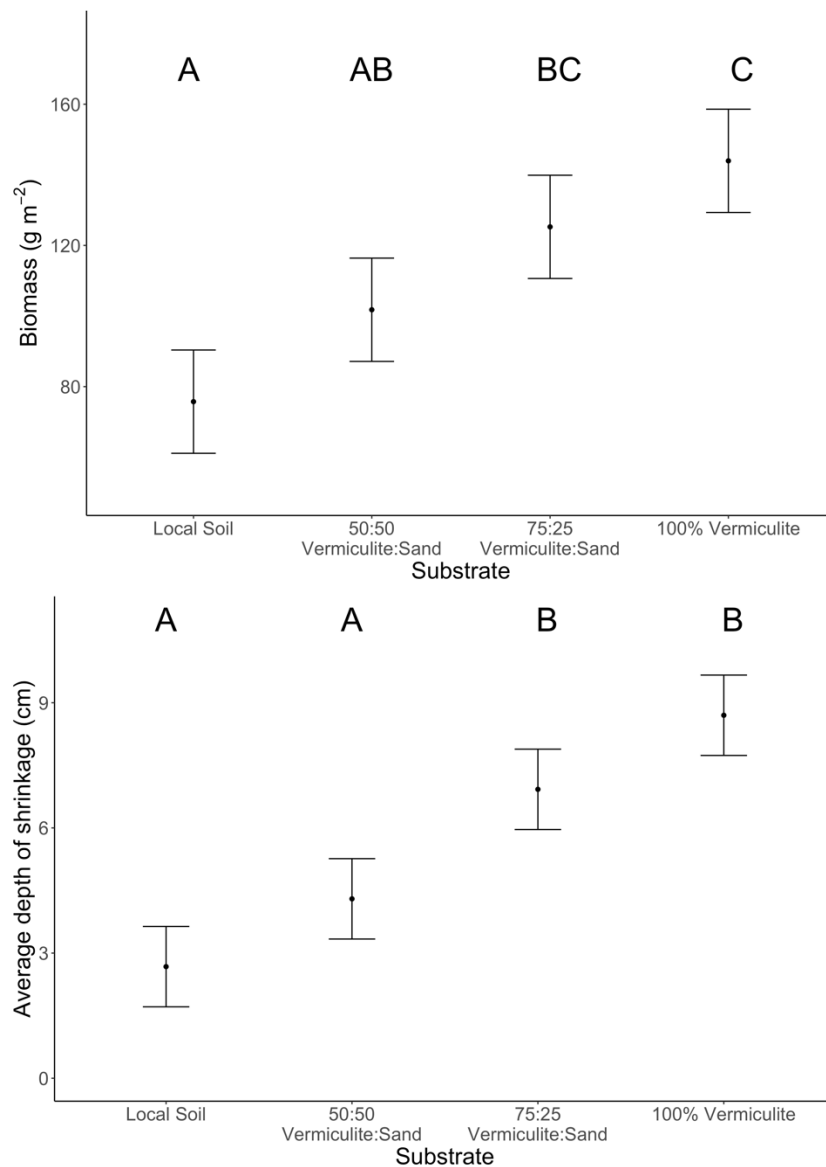 A AB BC C
160
120
80
Biomass (g m⁻²)
Local Soil 50:50 75:25 100% Vermiculite
Vermiculite:Sand Vermiculite:Sand
Substrate
A A B B
9
6
3
0
Average depth of shrinkage (cm)
Local Soil 50:50 75:25 100% Vermiculite
Vermiculite:Sand Vermiculite:Sand
Substrate